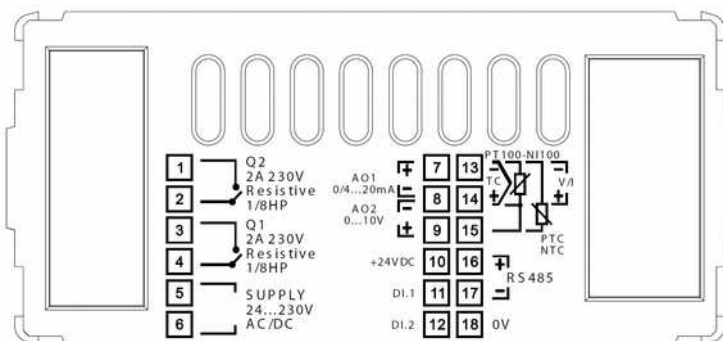 1
Q2
2A 230V
2
Resistive
1/8HP
3
Q1
2A 230V
4
Resistive
1/8HP
5
SUPPLY
24...230V
6
AC/DC
+ 7 13 PT100-NI100 -
AO1
TC
V/I
0/4...20mA
- 8 14 + +
AO2
-
0...10V
+ 9 15
PTC
NTC
+24VDC 10 16 +
RS485
DI.1 11 17 -
DI.2 12 18 0V